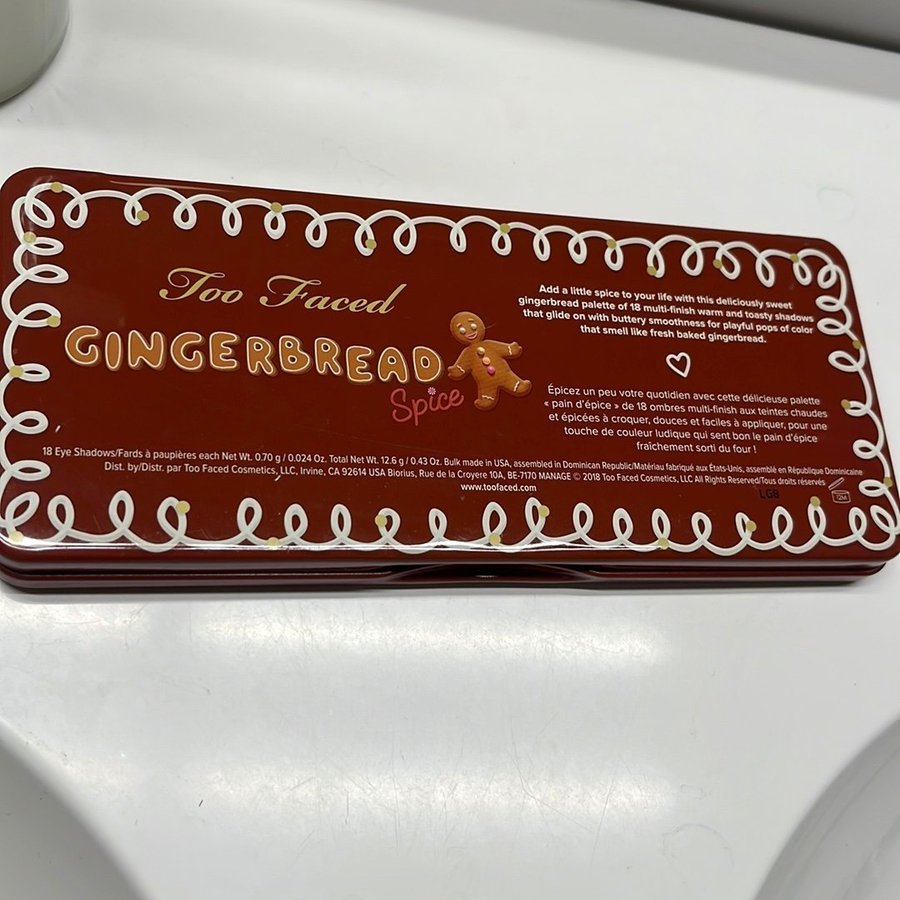 Too Faced
GINGERBREAD
Spice
Add a little spice to your life with this deliciously sweet
gingerbread palette of 18 multi-finish warm and toasty shadows
that glide on with buttery smoothness for playful pops of color
that smell like fresh baked gingerbread.
Épicez un peu votre quotidien avec cette délicieuse palette
« pain d'épice » de 18 ombres multi-finish aux teintes chaudes
et épicées à croquer, douces et faciles à appliquer, pour une
touche de couleur ludique qui sent bon le pain d'épice
fraîchement sorti du four !
18 Eye Shadows/Fards à paupières each Net Wt. 0.70 g / 0.024 Oz. Total Net Wt. 12.6 g / 0.43 Oz. Bulk made in USA, assembled in Dominican Republic/Matériau fabriqué aux États-Unis, assemblé en République Dominicaine
Dist. by/Distr. par Too Faced Cosmetics, LLC, Irvine, CA 92614 USA Biorius, Rue de la Croyere 10A, BE-7170 MANAGE © 2018 Too Faced Cosmetics, LLC All Rights Reserved/Tous droits réservés
www.toofaced.com
LG8
12M